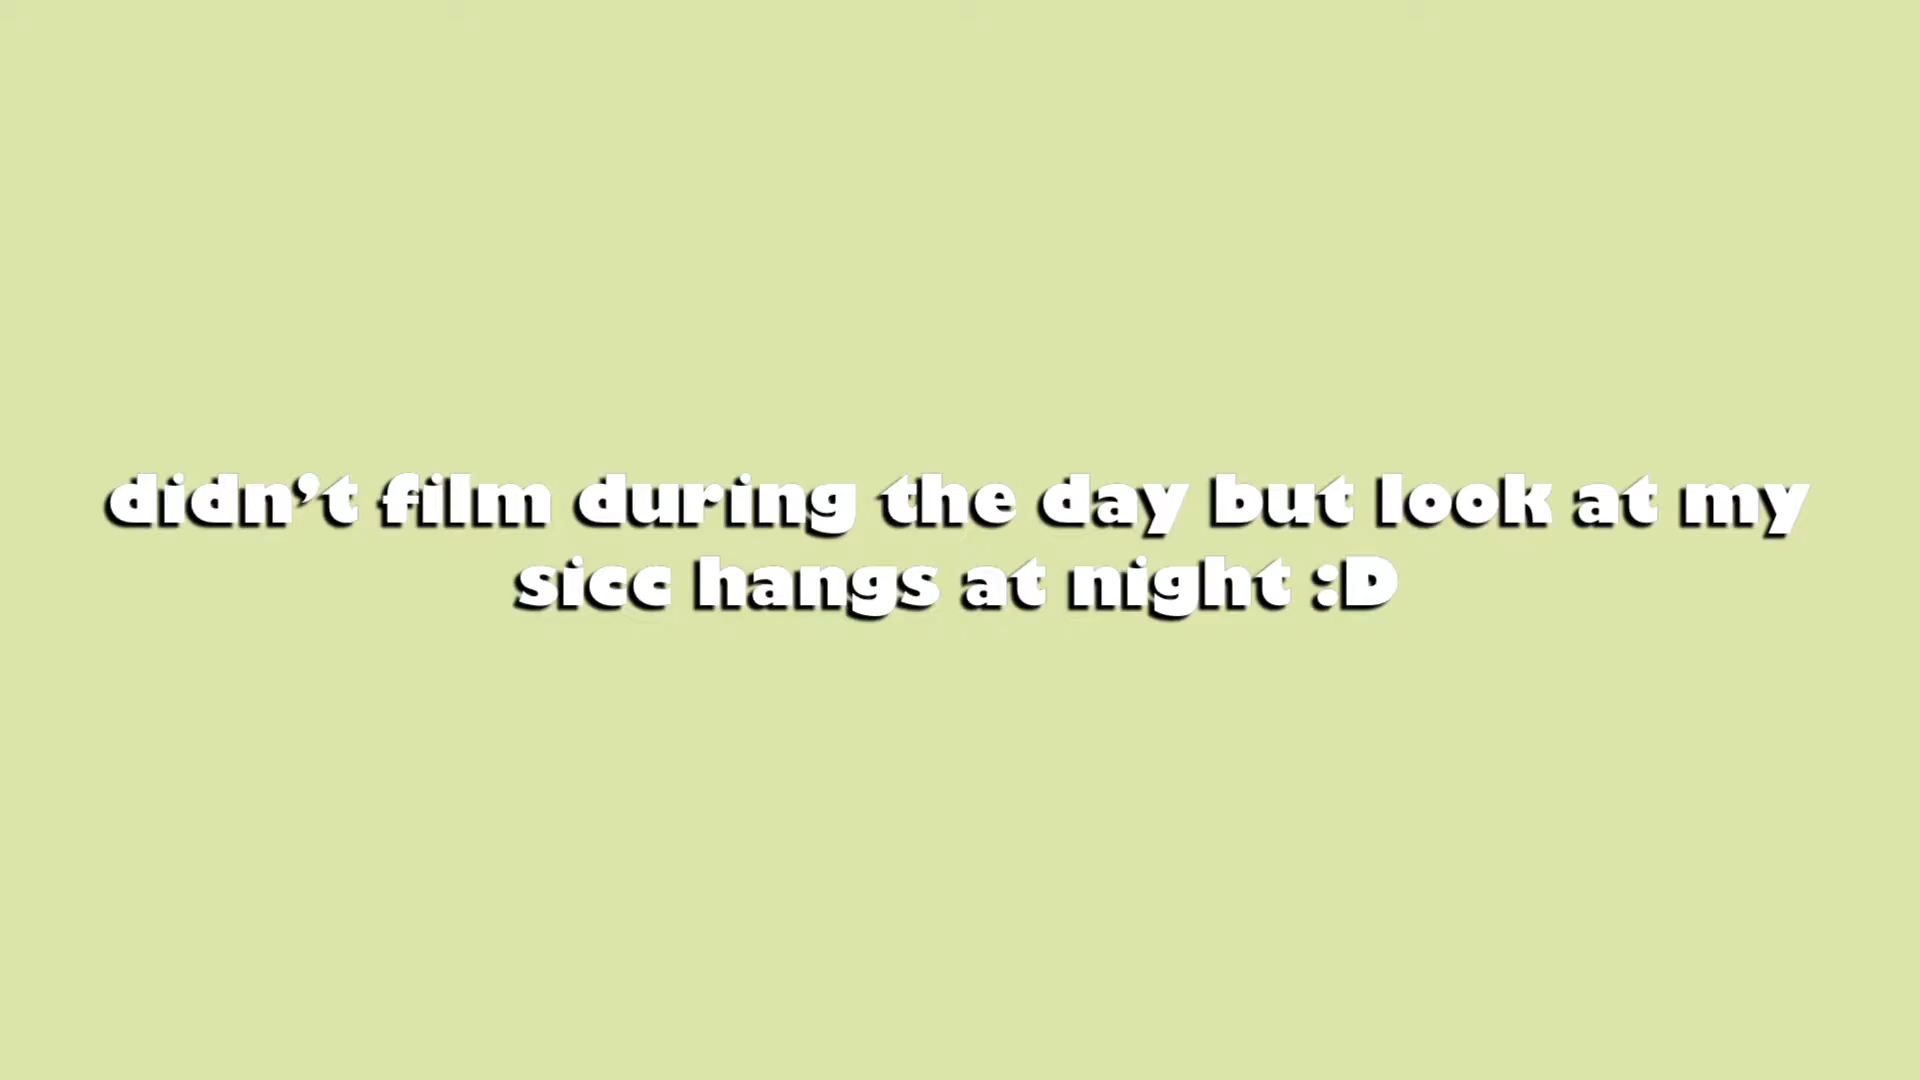 didn’t film during the day but look at my
sicc hangs at night :D